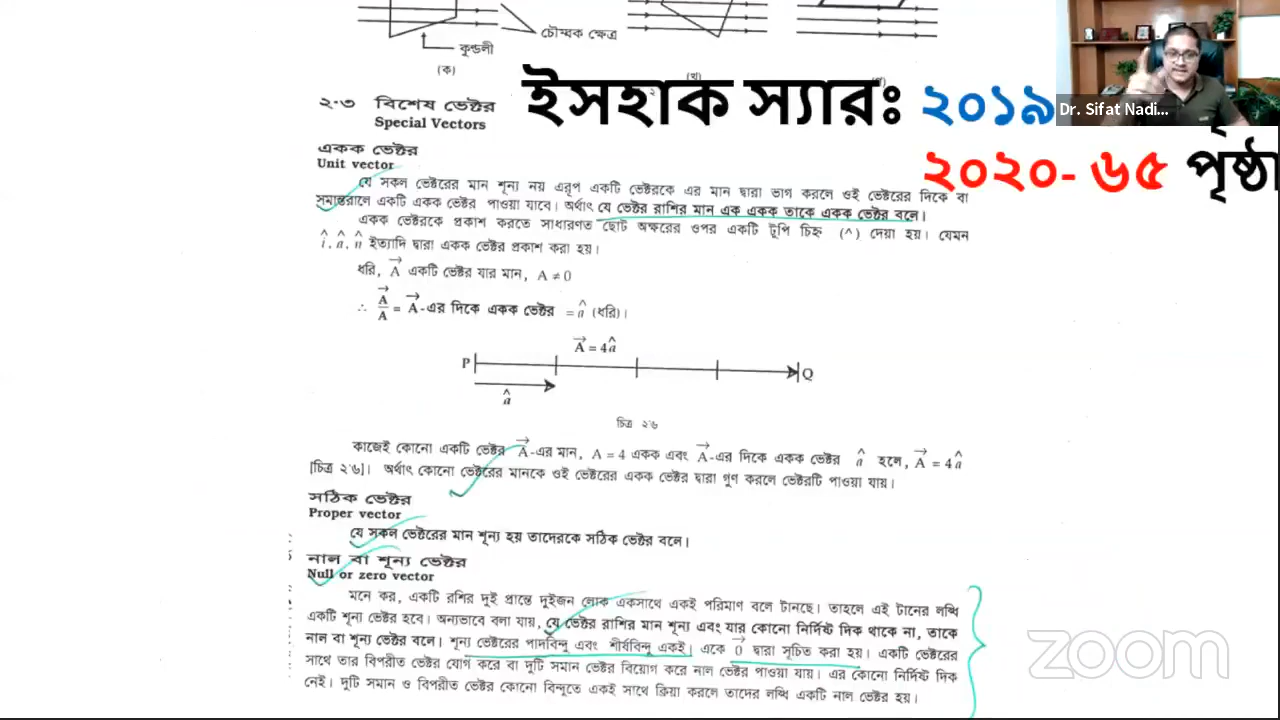 চৌম্বক ক্ষেত্র
কুন্ডলী
(ক)
(খ)
ইসহাক স্যারঃ ২০১৯
২০২০- ৬৫ পৃষ্ঠা
Dr. Sifat Nadi...
২·৩ বিশেষ ভেক্টর
Special Vectors
একক ভেক্টর
Unit vector
যে সকল ভেক্টরের মান শূন্য নয় এরূপ একটি ভেক্টরকে এর মান দ্বারা ভাগ করলে ওই ভেক্টরের দিকে বা
সমান্তরালে একটি একক ভেক্টর পাওয়া যাবে। অর্থাৎ যে ভেক্টর রাশির মান এক একক তাকে একক ভেক্টর বলে।
একক ভেক্টরকে প্রকাশ করতে সাধারণত ছোট অক্ষরের ওপর একটি টুপি চিহ্ন (^) দেয়া হয়। যেমন
î, â, n̂ ইত্যাদি দ্বারা একক ভেক্টর প্রকাশ করা হয়।
ধরি, A⃗ একটি ভেক্টর যার মান, A ≠ 0
∴ A⃗/A = A⃗-এর দিকে একক ভেক্টর = â (ধরি)।
A⃗ = 4â
P Q
â
চিত্র ২·৬
কাজেই কোনো একটি ভেক্টর A⃗-এর মান, A = 4 একক এবং A⃗-এর দিকে একক ভেক্টর â হলে, A⃗ = 4â
[চিত্র ২·৬]। অর্থাৎ কোনো ভেক্টরের মানকে ওই ভেক্টরের একক ভেক্টর দ্বারা গুণ করলে ভেক্টরটি পাওয়া যায়।
সঠিক ভেক্টর
Proper vector
যে সকল ভেক্টরের মান শূন্য হয় তাদেরকে সঠিক ভেক্টর বলে।
নাল বা শূন্য ভেক্টর
Null or zero vector
মনে কর, একটি রশির দুই প্রান্তে দুইজন লোক একসাথে একই পরিমাণ বলে টানছে। তাহলে এই টানের লব্ধি
একটি শূন্য ভেক্টর হবে। অন্যভাবে বলা যায়, যে ভেক্টর রাশির মান শূন্য এবং যার কোনো নির্দিষ্ট দিক থাকে না, তাকে
নাল বা শূন্য ভেক্টর বলে। শূন্য ভেক্টরের পাদবিন্দু এবং শীর্ষবিন্দু একই। একে 0⃗ দ্বারা সূচিত করা হয়। একটি ভেক্টরের
সাথে তার বিপরীত ভেক্টর যোগ করে বা দুটি সমান ভেক্টর বিয়োগ করে নাল ভেক্টর পাওয়া যায়। এর কোনো নির্দিষ্ট দিক
নেই। দুটি সমান ও বিপরীত ভেক্টর কোনো বিন্দুতে একই সাথে ক্রিয়া করলে তাদের লব্ধি একটি নাল ভেক্টর হয়।
zoom